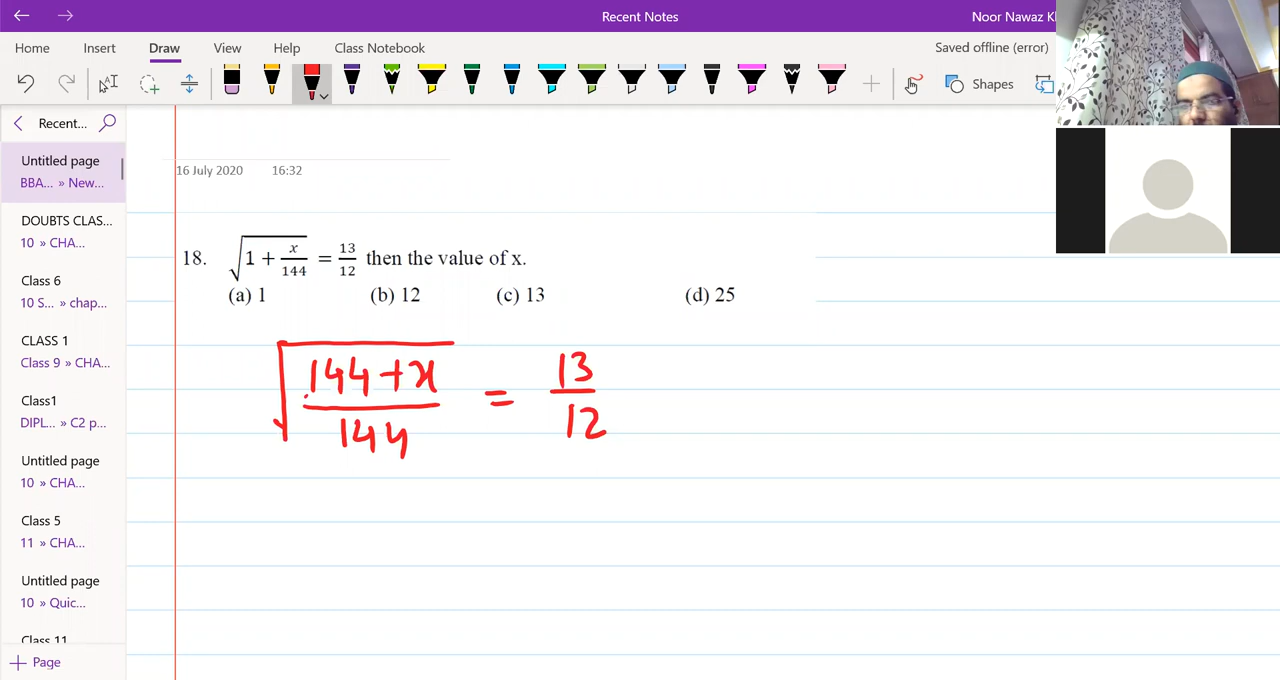 Recent Notes
Noor Nawaz Kh
Home Insert Draw View Help Class Notebook
Saved offline (error)
Shapes
Recent...
Untitled page
BBA... » New...
DOUBTS CLAS...
10 » CHA...
Class 6
10 S... » chap...
CLASS 1
Class 9 » CHA...
Class1
DIPL... » C2 p...
Untitled page
10 » CHA...
Class 5
11 » CHA...
Untitled page
10 » Quic...
Class 11
+ Page
16 July 2020 16:32
18. √(1 + x/144) = 13/12 then the value of x.
(a) 1 (b) 12 (c) 13 (d) 25
√((144+x)/144) = 13/12